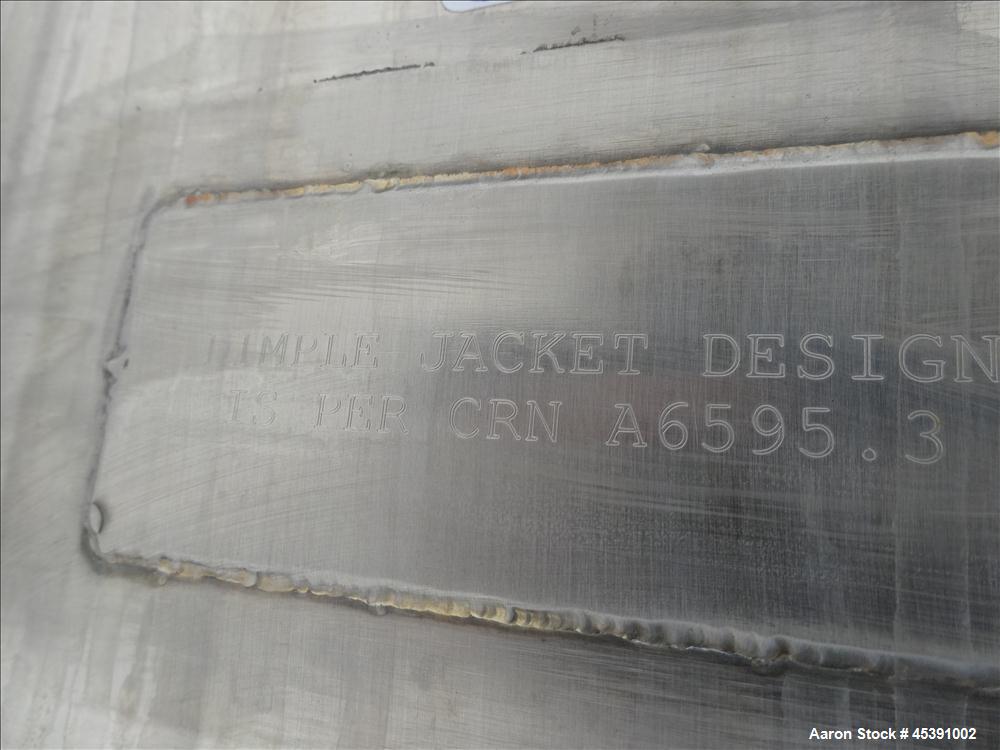 DIMPLE JACKET DESIGN
IS PER CRN A6595.3
Aaron Stock # 45391002